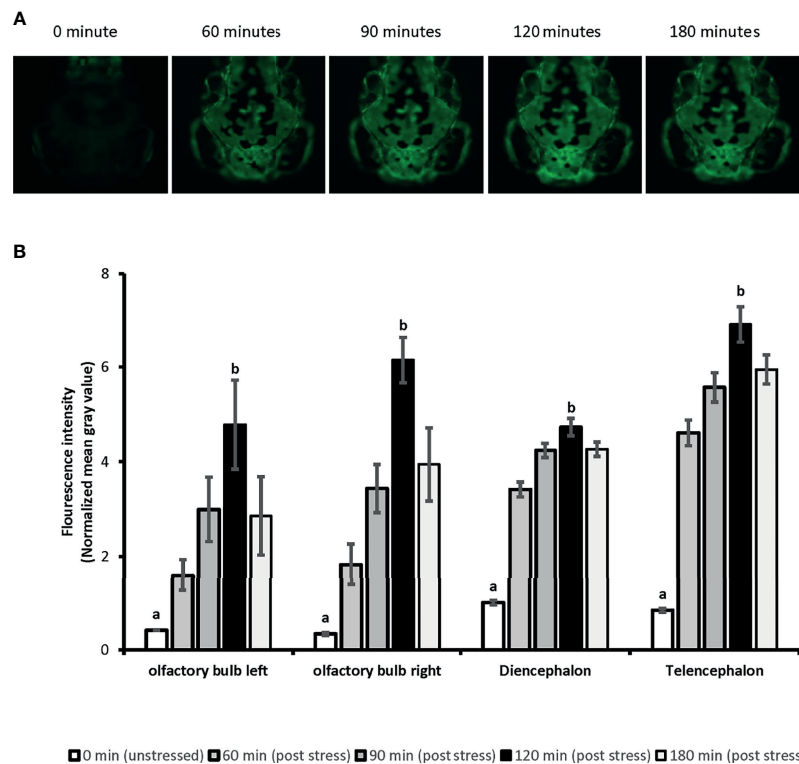 A
0 minute 60 minutes 90 minutes 120 minutes 180 minutes
B
Flourescence intensity
(Normalized mean gray value)
8
6
4
2
0
a b a b a b a b
olfactory bulb left olfactory bulb right Diencephalon Telencephalon
0 min (unstressed) 60 min (post stress) 90 min (post stress) 120 min (post stress) 180 min (post stress